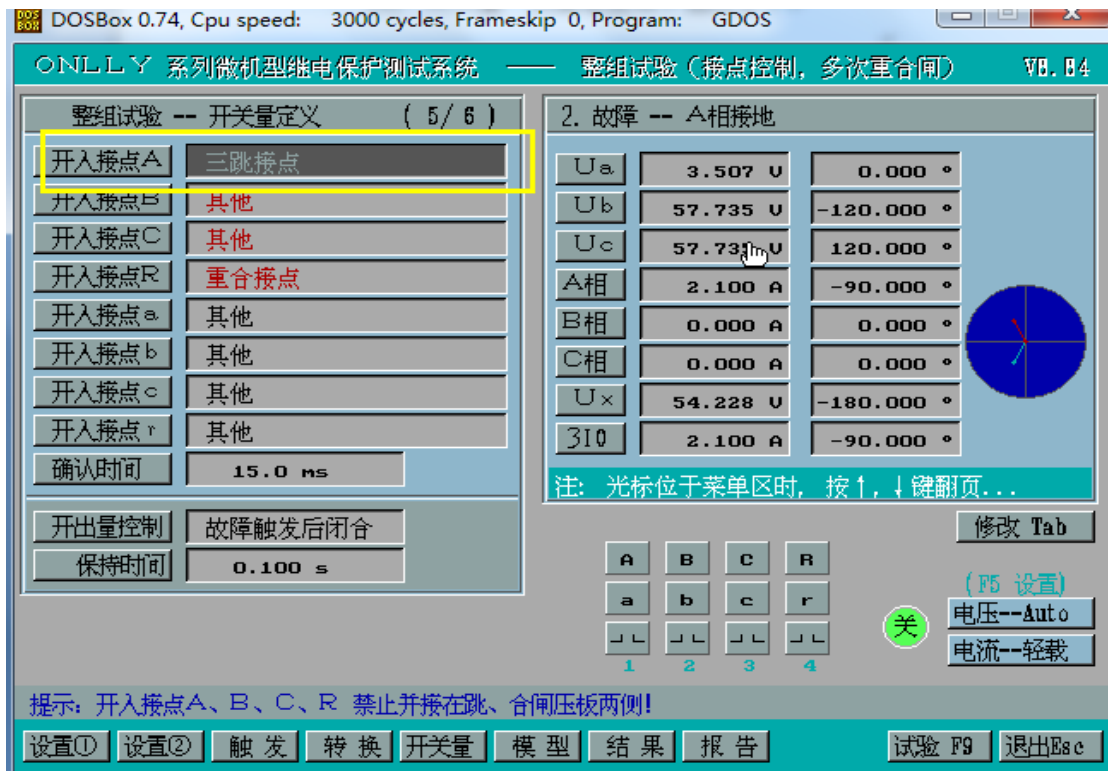 DOSBox 0.74, Cpu speed: 3000 cycles, Frameskip 0, Program: GDOS
ONLLY 系列微机型继电保护测试系统 —— 整组试验(接点控制, 多次重合闸) V8.04
整组试验 -- 开关量定义 ( 5/ 6 )
开入接点A 三跳接点
开入接点B 其他
开入接点C 其他
开入接点R 重合接点
开入接点a 其他
开入接点b 其他
开入接点c 其他
开入接点r 其他
确认时间 15.0 ms
开出量控制 故障触发后闭合
保持时间 0.100 s
2. 故障 -- A相接地
Ua 3.507 V 0.000 °
Ub 57.735 V -120.000 °
Uc 57.735 V 120.000 °
A相 2.100 A -90.000 °
B相 0.000 A 0.000 °
C相 0.000 A 0.000 °
Ux 54.228 V -180.000 °
3I0 2.100 A -90.000 °
注: 光标位于菜单区时, 按↑,↓键翻页...
修改 Tab
A B C R
a b c r
1 2 3 4
关
(F5 设置)
电压--Auto
电流--轻载
提示: 开入接点A、B、C、R 禁止并接在跳、合闸压板两侧!
设置① 设置② 触 发 转 换 开关量 模 型 结 果 报 告 试验 F9 退出Esc